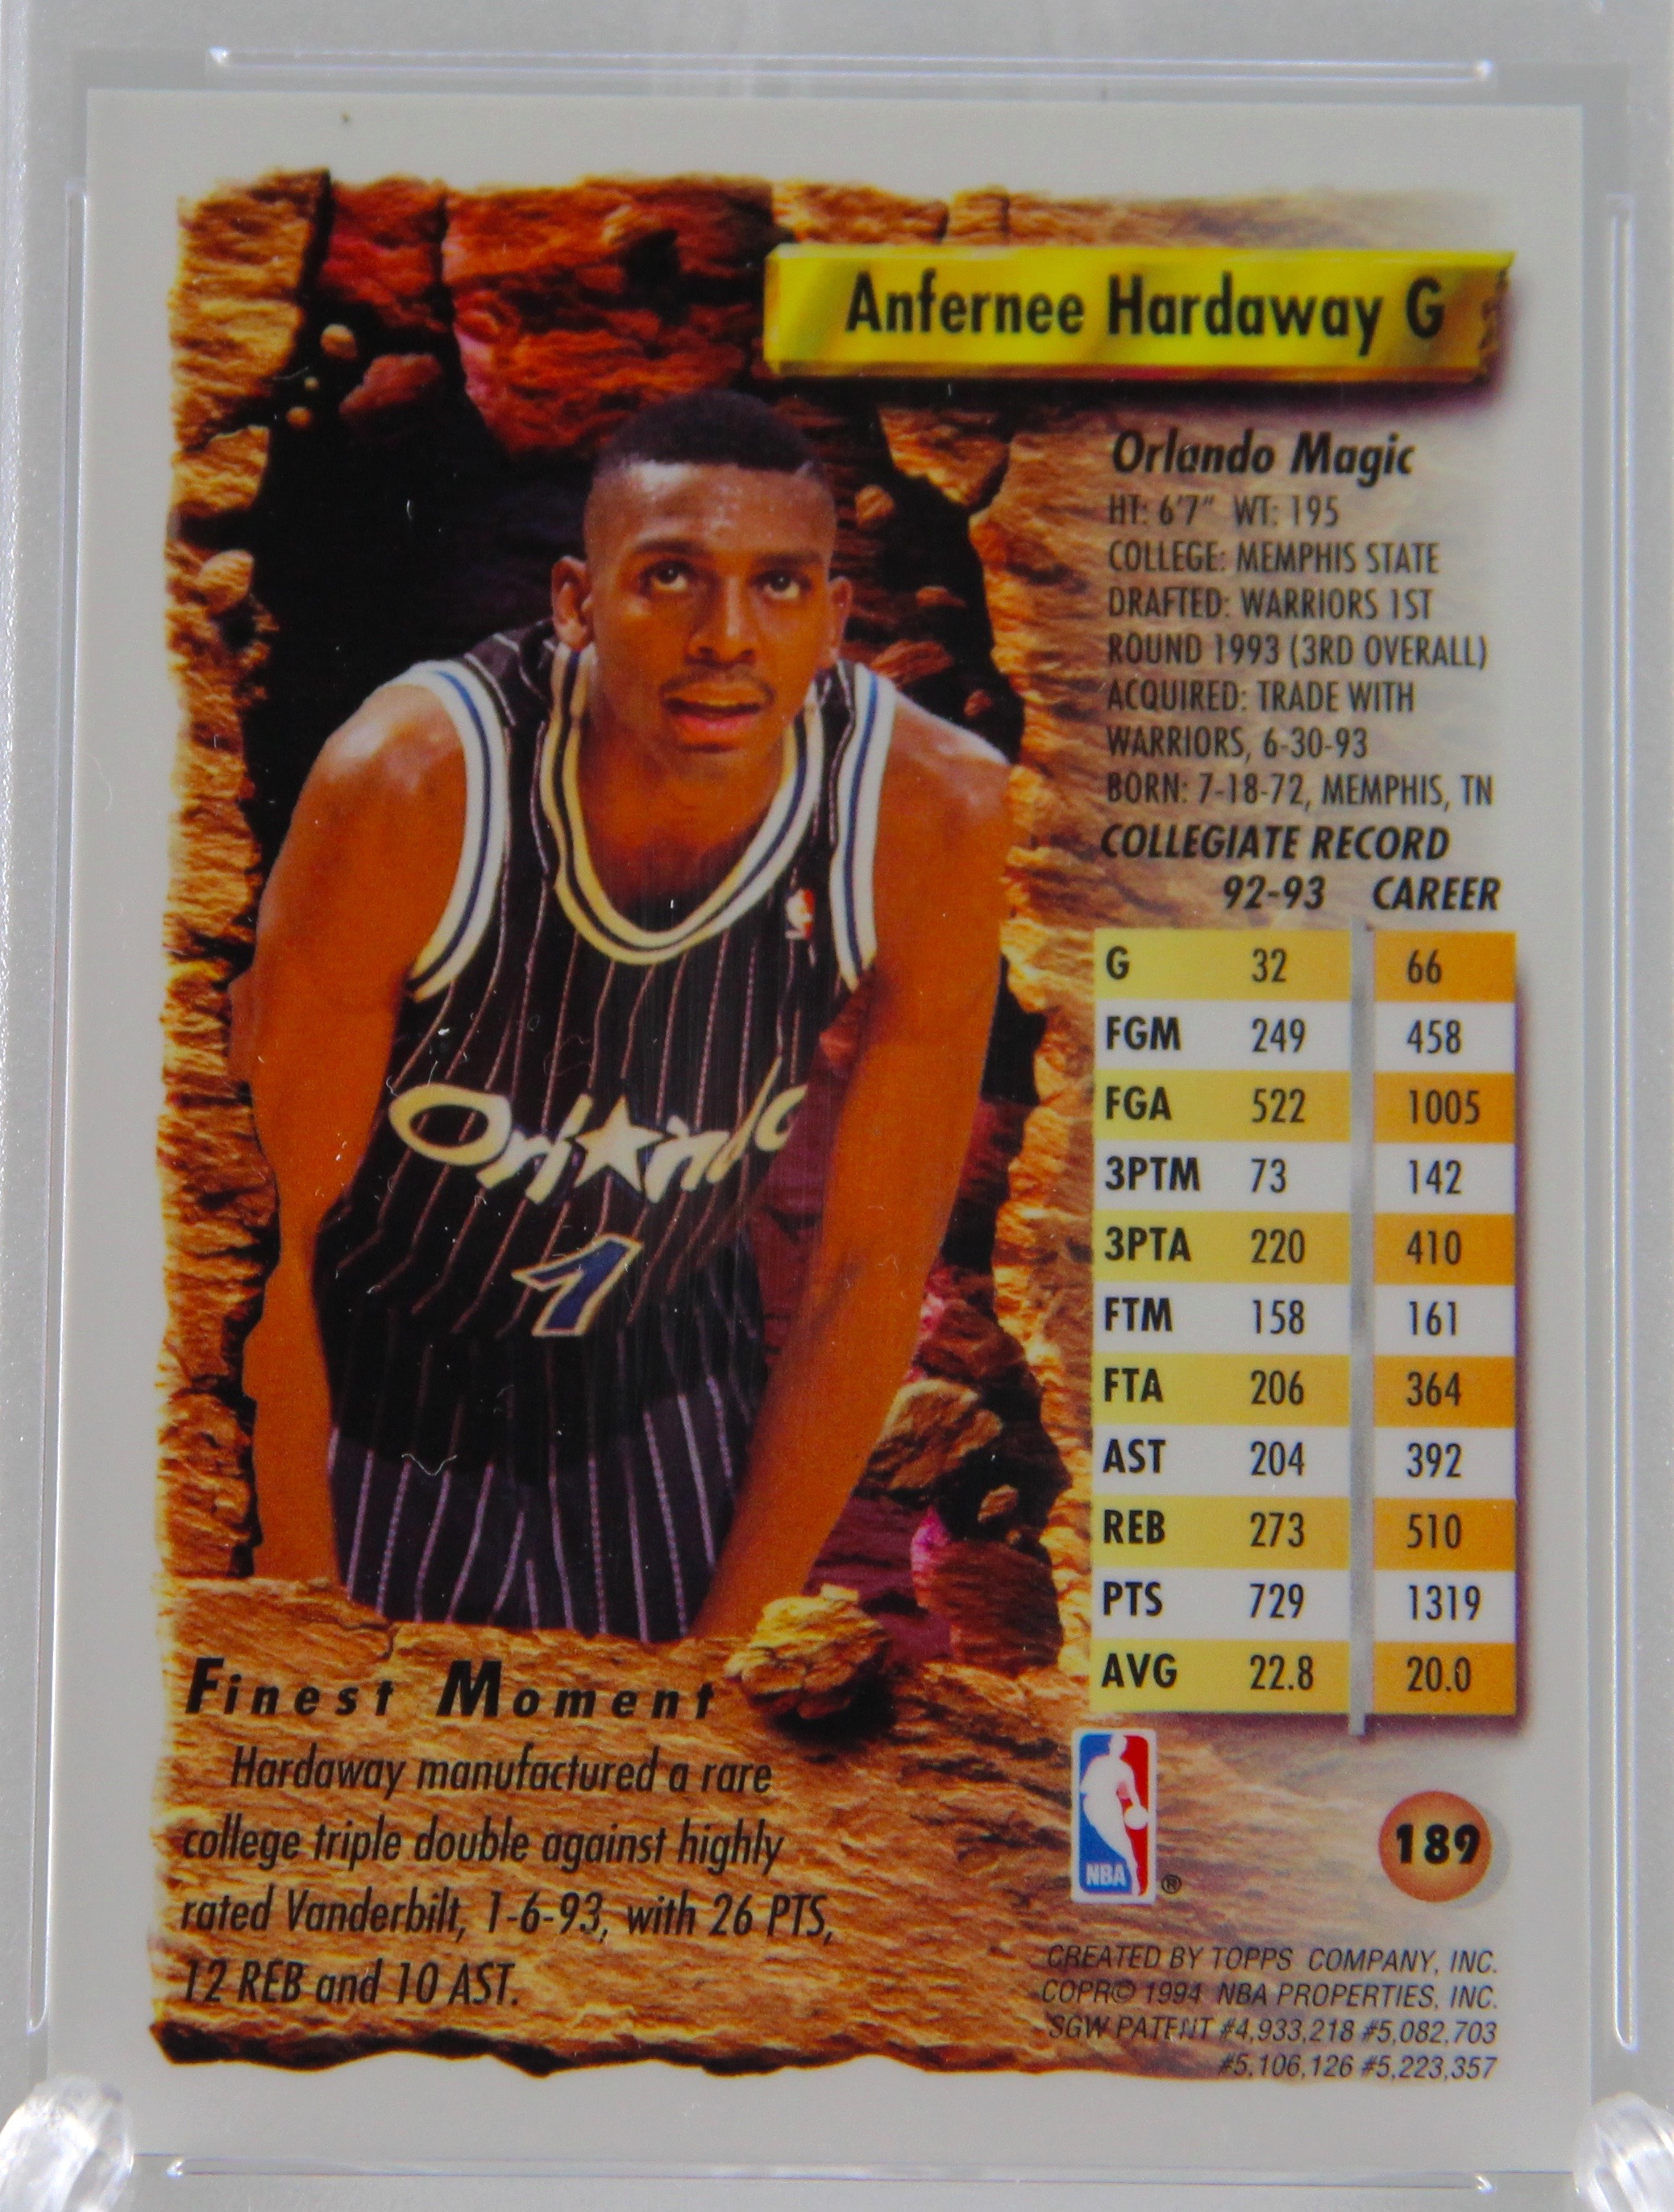 Anfernee Hardaway G
Orlando Magic
HT: 6'7" WT: 195
COLLEGE: MEMPHIS STATE
DRAFTED: WARRIORS 1ST
ROUND 1993 (3RD OVERALL)
ACQUIRED: TRADE WITH
WARRIORS, 6-30-93
BORN: 7-18-72, MEMPHIS, TN
COLLEGIATE RECORD
92-93 CAREER
G 32 66
FGM 249 458
FGA 522 1005
3PTM 73 142
3PTA 220 410
FTM 158 161
FTA 206 364
AST 204 392
REB 273 510
PTS 729 1319
AVG 22.8 20.0
Orlando
1
Finest Moment
Hardaway manufactured a rare
college triple double against highly
rated Vanderbilt, 1-6-93, with 26 PTS,
12 REB and 10 AST.
NBA ®
189
CREATED BY TOPPS COMPANY, INC.
COPR© 1994 NBA PROPERTIES, INC.
SGW PATENT #4,933,218 #5,082,703
#5,106,126 #5,223,357